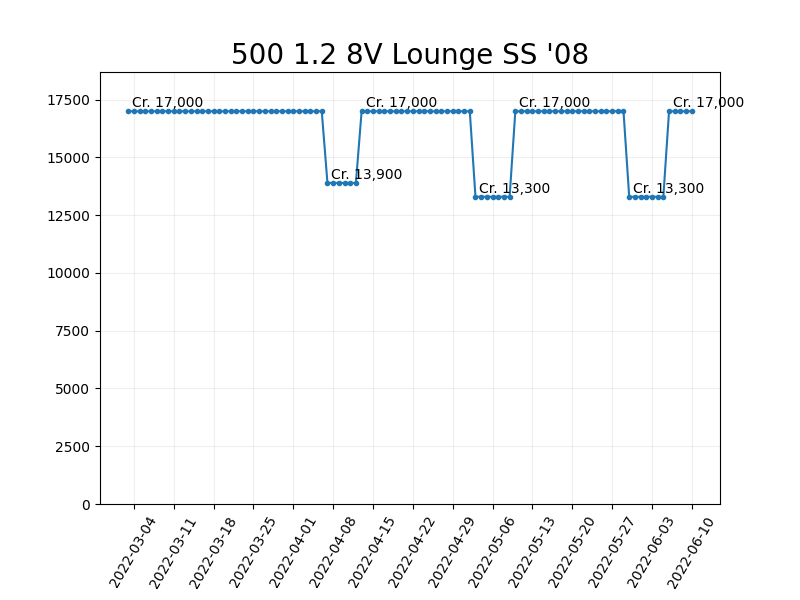 500 1.2 8V Lounge SS '08
17500
15000
12500
10000
7500
5000
2500
0
Cr. 17,000
Cr. 13,900
Cr. 17,000
Cr. 13,300
Cr. 17,000
Cr. 13,300
Cr. 17,000
2022-03-04
2022-03-11
2022-03-18
2022-03-25
2022-04-01
2022-04-08
2022-04-15
2022-04-22
2022-04-29
2022-05-06
2022-05-13
2022-05-20
2022-05-27
2022-06-03
2022-06-10